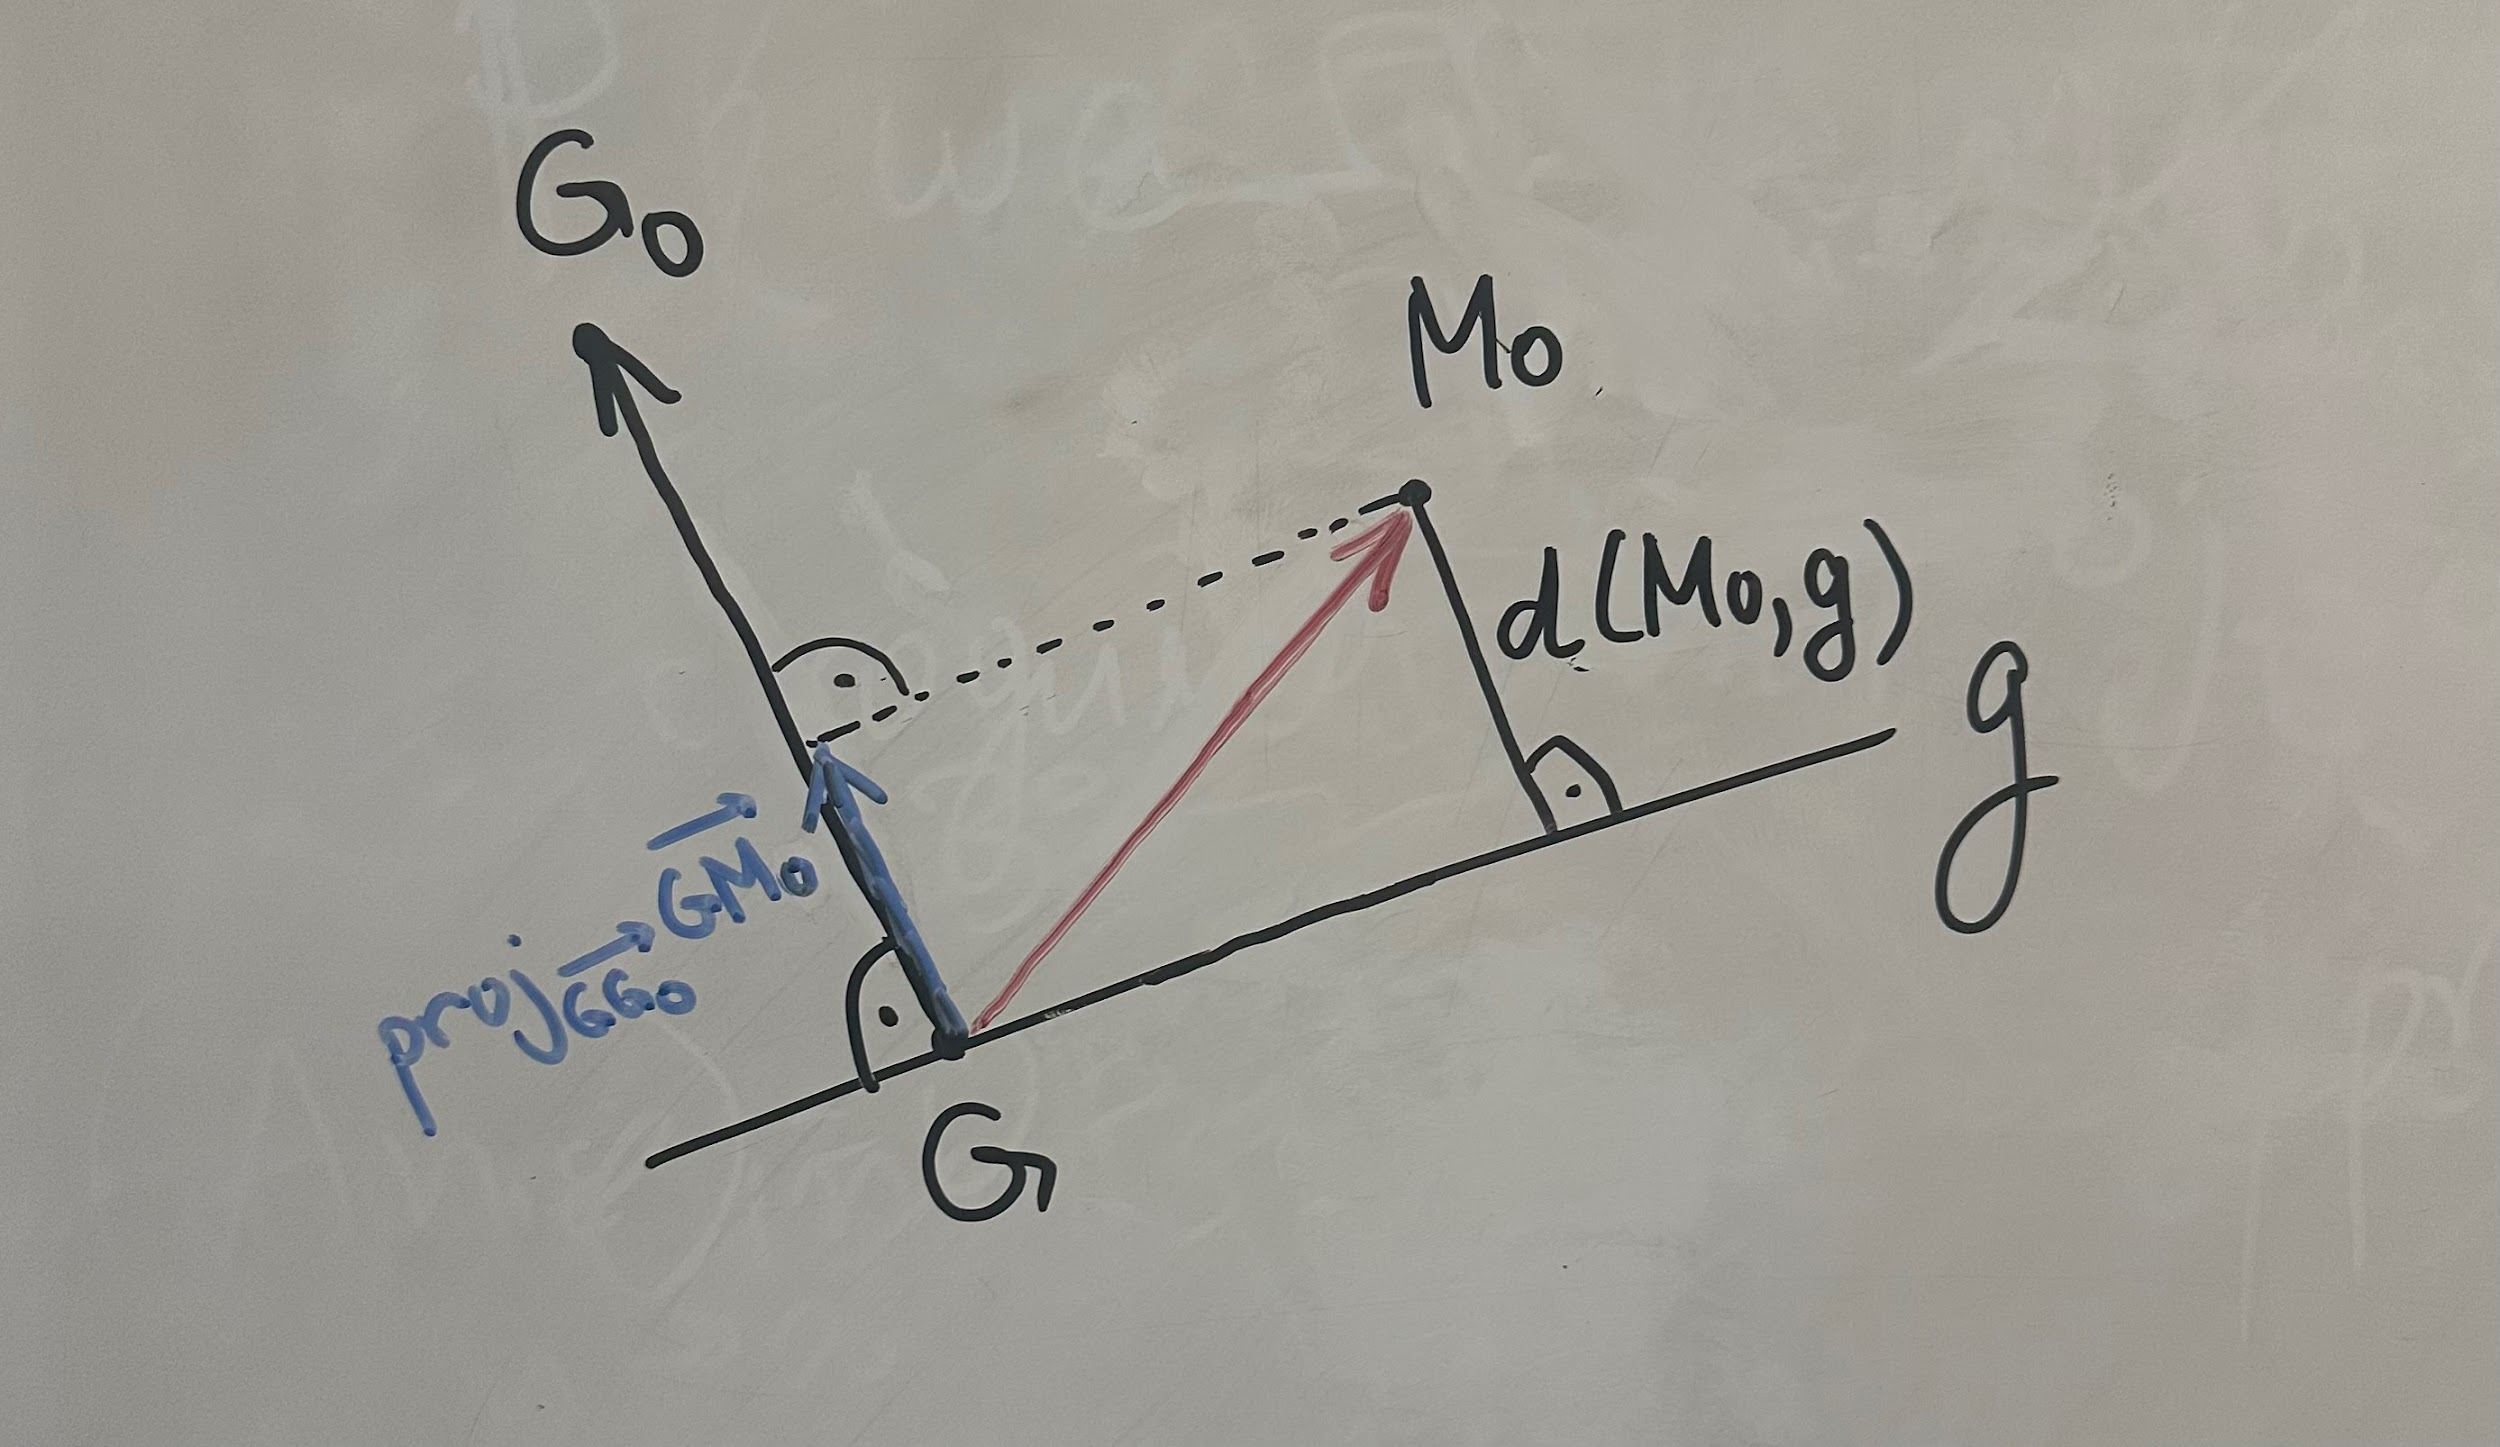 G₀
M₀
d(M₀,g)
g
proj GG₀ GM₀
G